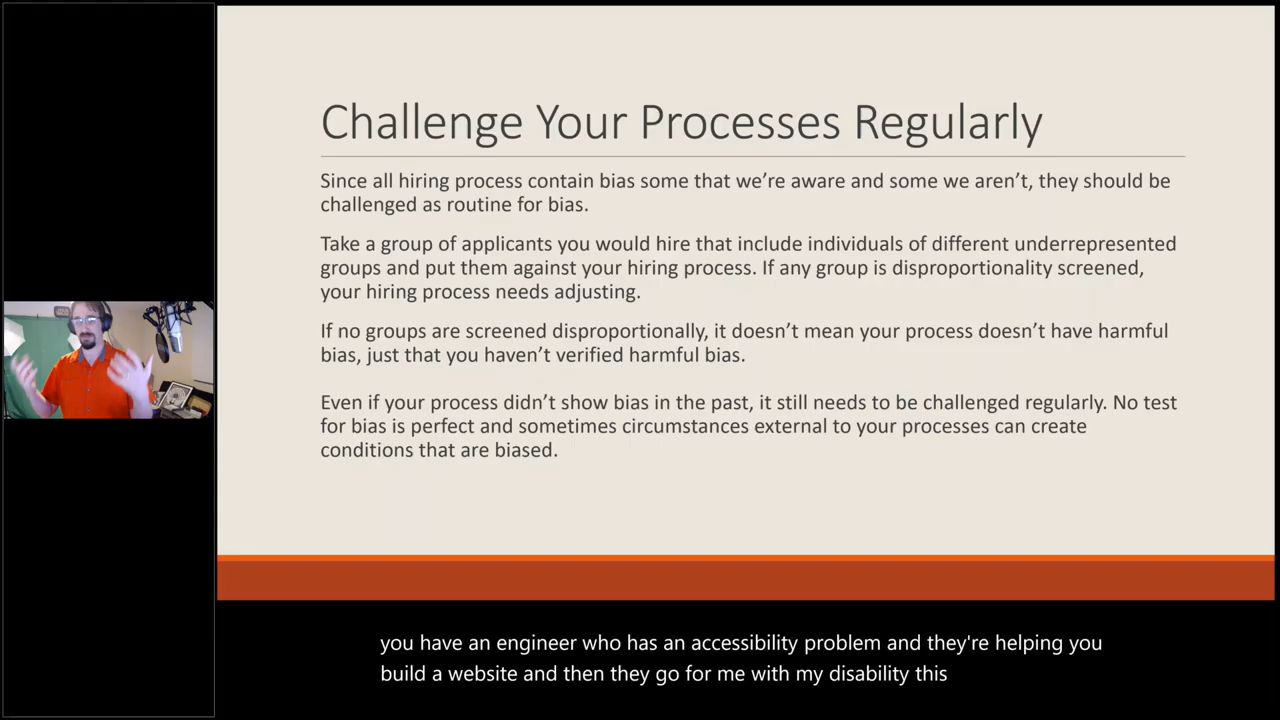 Challenge Your Processes Regularly
Since all hiring process contain bias some that we're aware and some we aren't, they should be
challenged as routine for bias.
Take a group of applicants you would hire that include individuals of different underrepresented
groups and put them against your hiring process. If any group is disproportionality screened,
your hiring process needs adjusting.
If no groups are screened disproportionally, it doesn't mean your process doesn't have harmful
bias, just that you haven't verified harmful bias.
Even if your process didn't show bias in the past, it still needs to be challenged regularly. No test
for bias is perfect and sometimes circumstances external to your processes can create
conditions that are biased.
you have an engineer who has an accessibility problem and they're helping you
build a website and then they go for me with my disability this